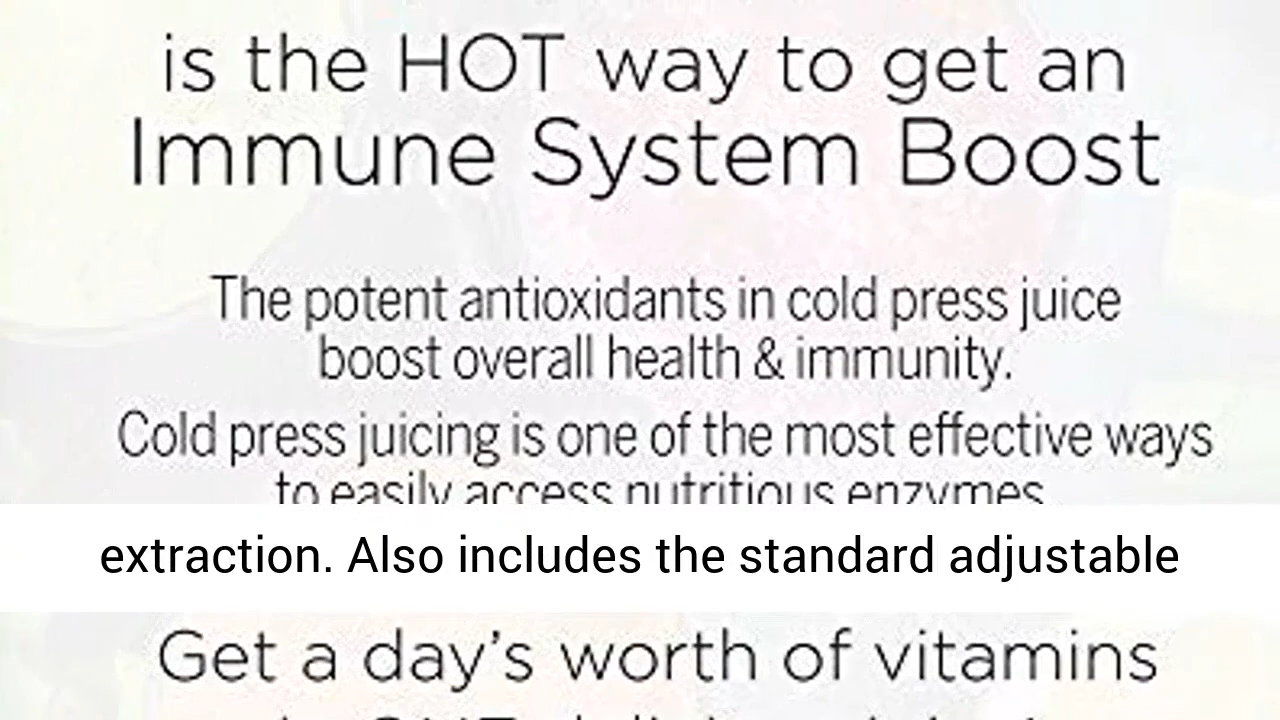 is the HOT way to get an
Immune System Boost
The potent antioxidants in cold press juice
boost overall health & immunity.
Cold press juicing is one of the most effective ways
to easily access nutritious enzymes
extraction. Also includes the standard adjustable
Get a day's worth of vitamins